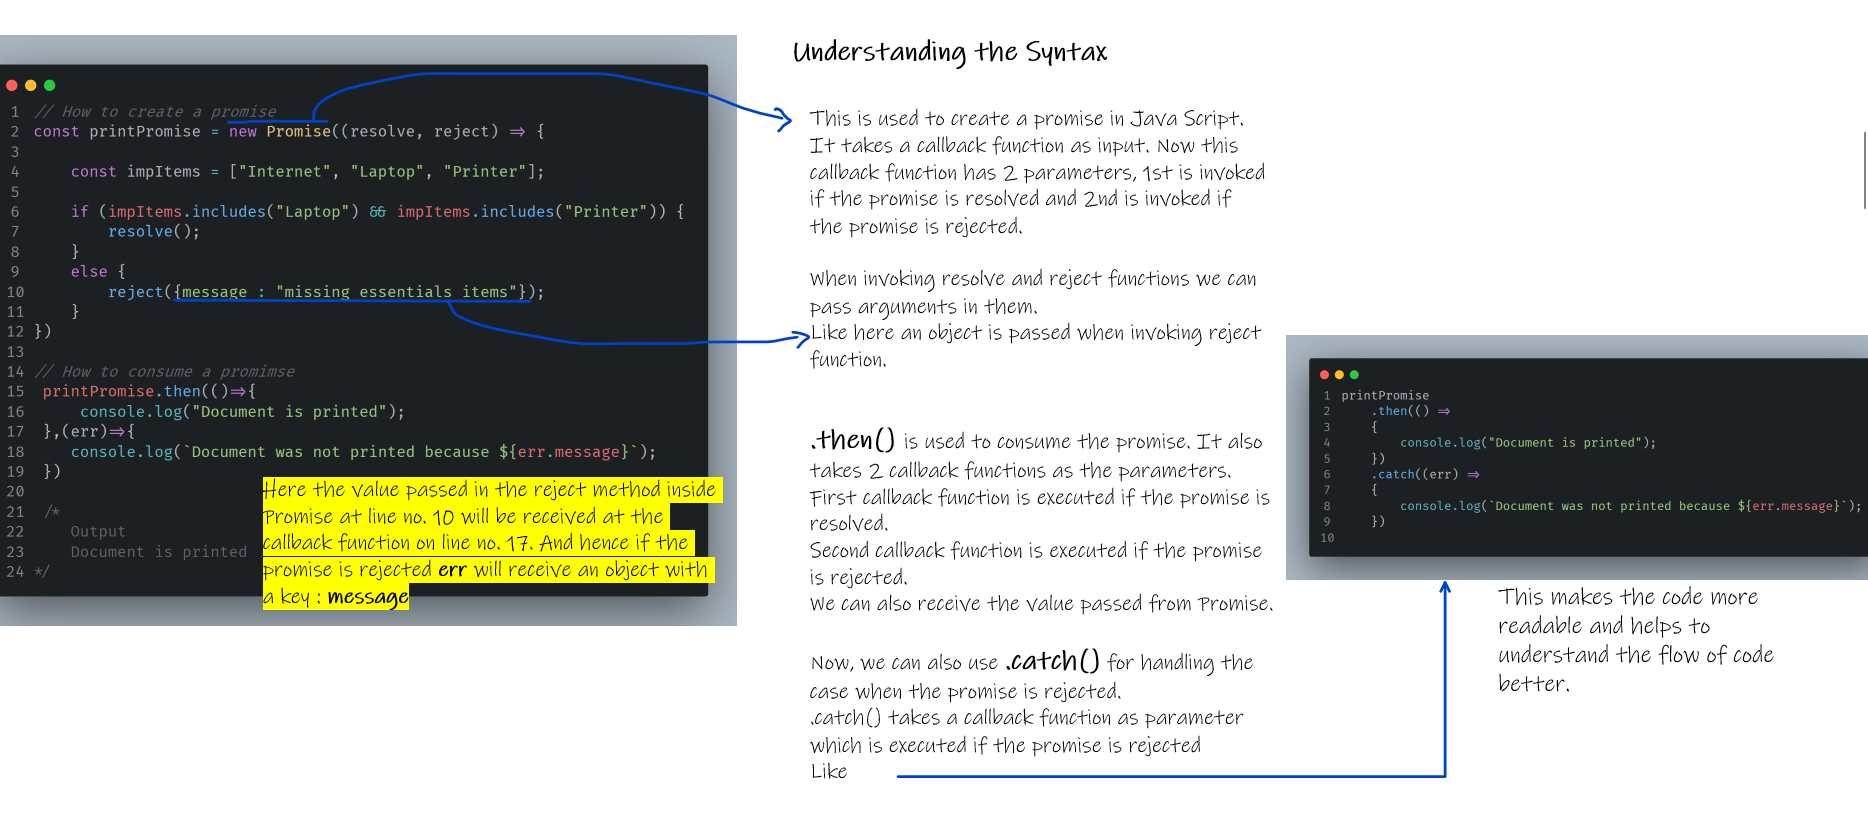 1 // How to create a promise
2 const printPromise = new Promise((resolve, reject) => {
3
4     const impItems = ["Internet", "Laptop", "Printer"];
5
6     if (impItems.includes("Laptop") && impItems.includes("Printer")) {
7         resolve();
8     }
9     else {
10         reject({message : "missing essentials items"});
11     }
12 })
13
14 // How to consume a promimse
15  printPromise.then(()=>{
16      console.log("Document is printed");
17  },(err)=>{
18     console.log(`Document was not printed because ${err.message}`);
19  })
20
21  /*
22     Output
23     Document is printed
24 */
Here the value passed in the reject method inside
Promise at line no. 10 will be received at the
callback function on line no. 17. And hence if the
promise is rejected err will receive an object with
a key : message
Understanding the Syntax
This is used to create a promise in Java Script.
It takes a callback function as input. Now this
callback function has 2 parameters, 1st is invoked
if the promise is resolved and 2nd is invoked if
the promise is rejected.
When invoking resolve and reject functions we can
pass arguments in them.
Like here an object is passed when invoking reject
function.
.then() is used to consume the promise. It also
takes 2 callback functions as the parameters.
First callback function is executed if the promise is
resolved.
Second callback function is executed if the promise
is rejected.
We can also receive the value passed from Promise.
Now, we can also use .catch() for handling the
case when the promise is rejected.
.catch() takes a callback function as parameter
which is executed if the promise is rejected
Like
1 printPromise
2     .then(() =>
3     {
4         console.log("Document is printed");
5     })
6     .catch((err) =>
7     {
8         console.log(`Document was not printed because ${err.message}`);
9     })
10
This makes the code more
readable and helps to
understand the flow of code
better.